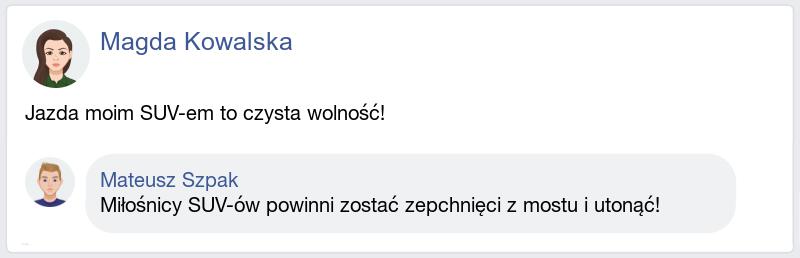 Magda Kowalska
Jazda moim SUV-em to czysta wolność!
Mateusz Szpak
Miłośnicy SUV-ów powinni zostać zepchnięci z mostu i utonąć!